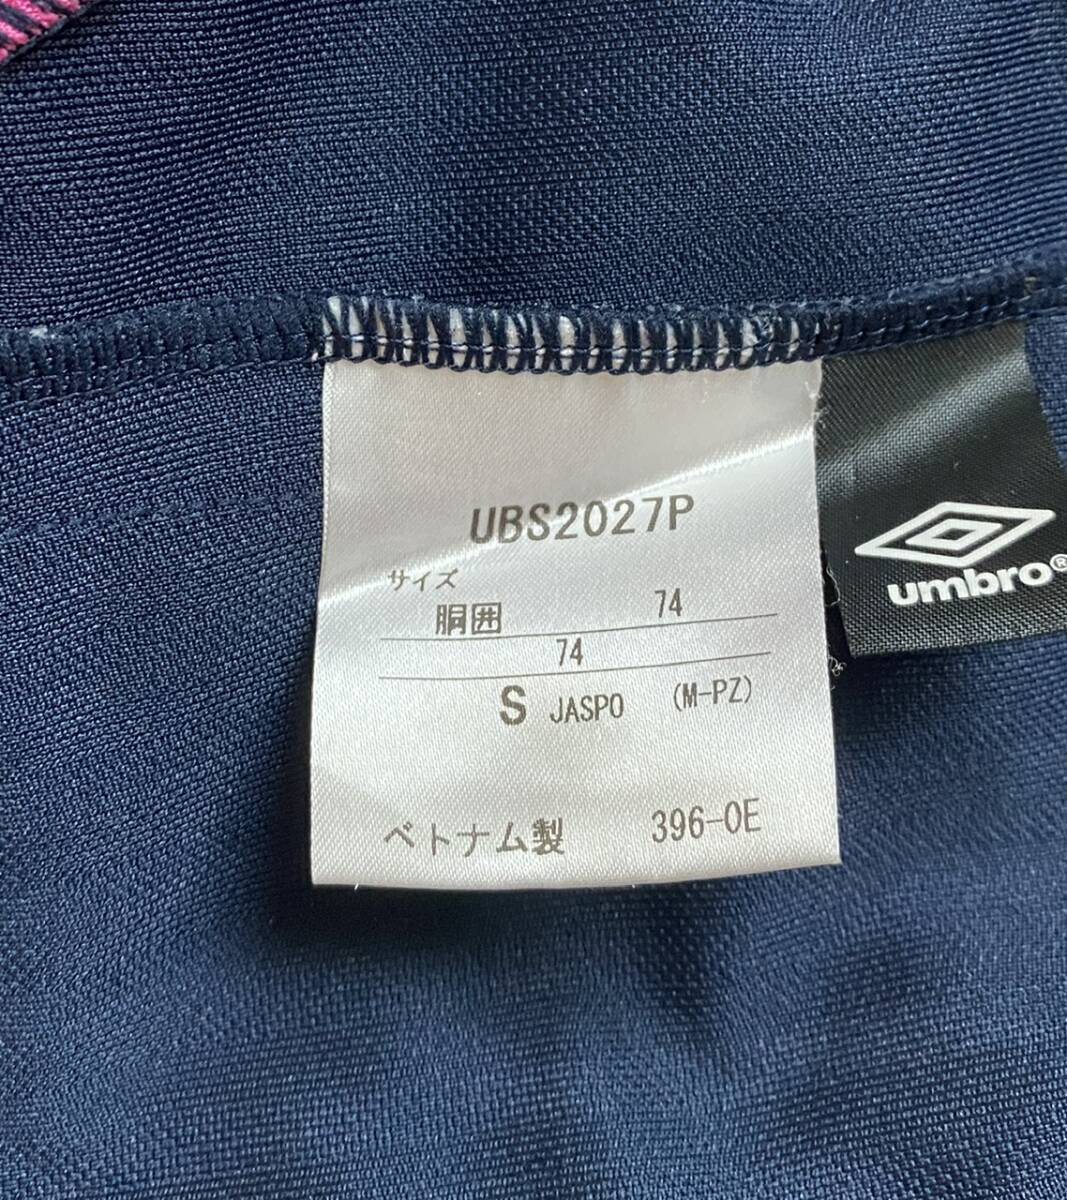 UBS2027P
サイズ
胴囲 74
74
S JASPO (M-PZ)
ベトナム製 396-0E
umbro®